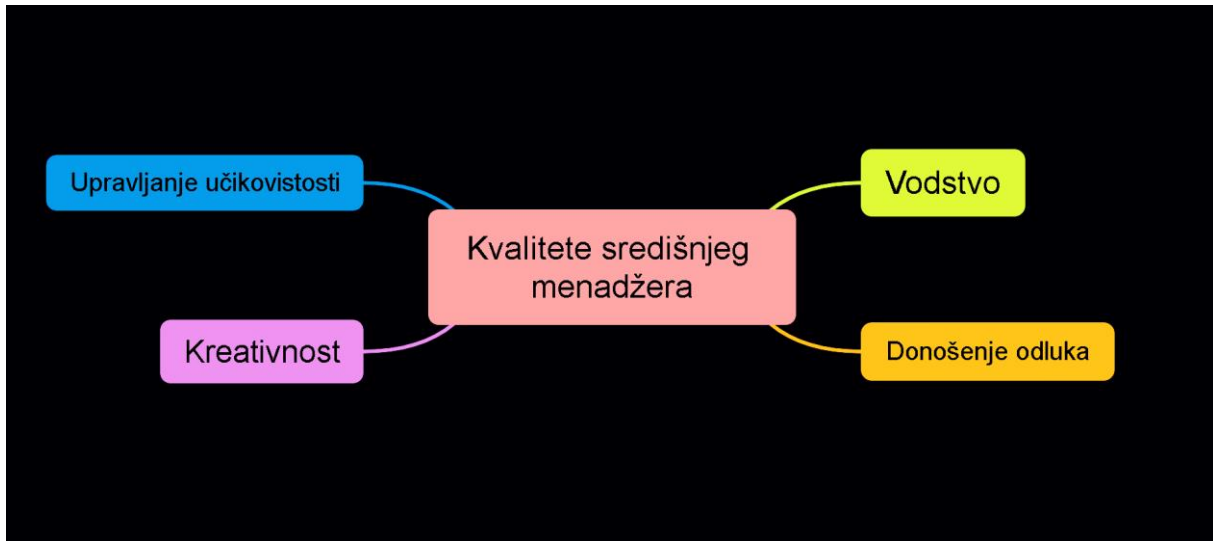 Upravljanje učikovistosti
Vodstvo
Kvalitete središnjeg
menadžera
Kreativnost
Donošenje odluka